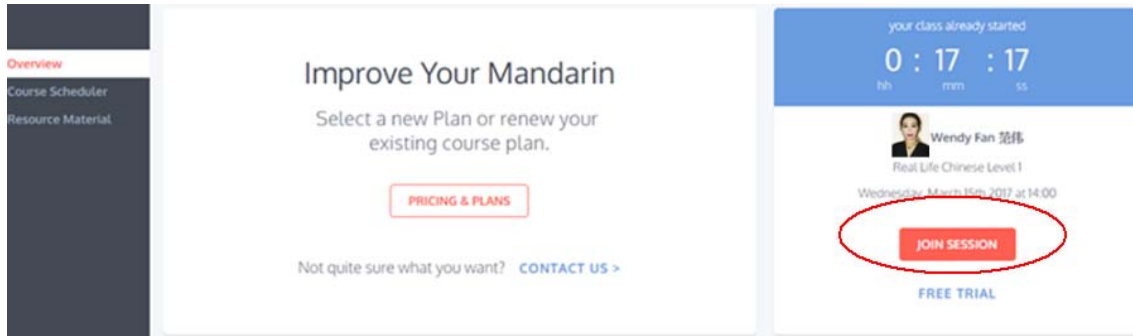 Overview
Course Scheduler
Resource Material
Improve Your Mandarin
Select a new Plan or renew your
existing course plan.
PRICING & PLANS
Not quite sure what you want? CONTACT US >
your class already started
0 : 17 : 17
hh mm ss
Wendy Fan 范伟
Real Life Chinese Level 1
Wednesday, March 15th 2017 at 14:00
JOIN SESSION
FREE TRIAL